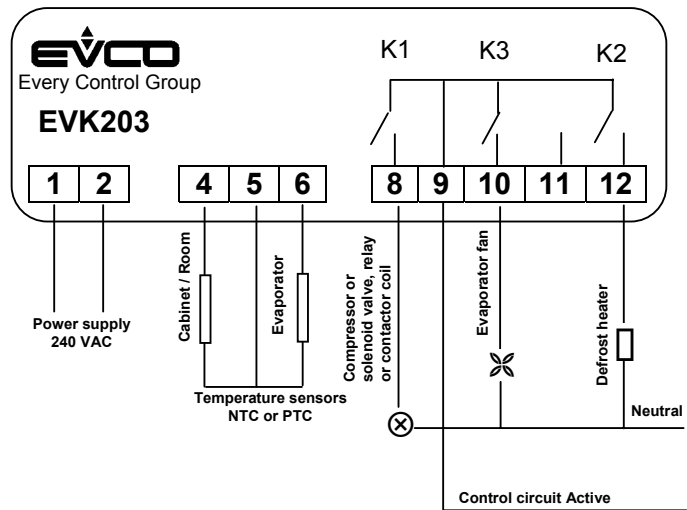 EVCO
Every Control Group
EVK203
K1
K3
K2
1
2
4
5
6
8
9
10
11
12
Power supply
240 VAC
Cabinet / Room
Evaporator
Temperature sensors
NTC or PTC
Compressor or
solenoid valve, relay
or contactor coil
Evaporator fan
Defrost heater
Neutral
Control circuit Active